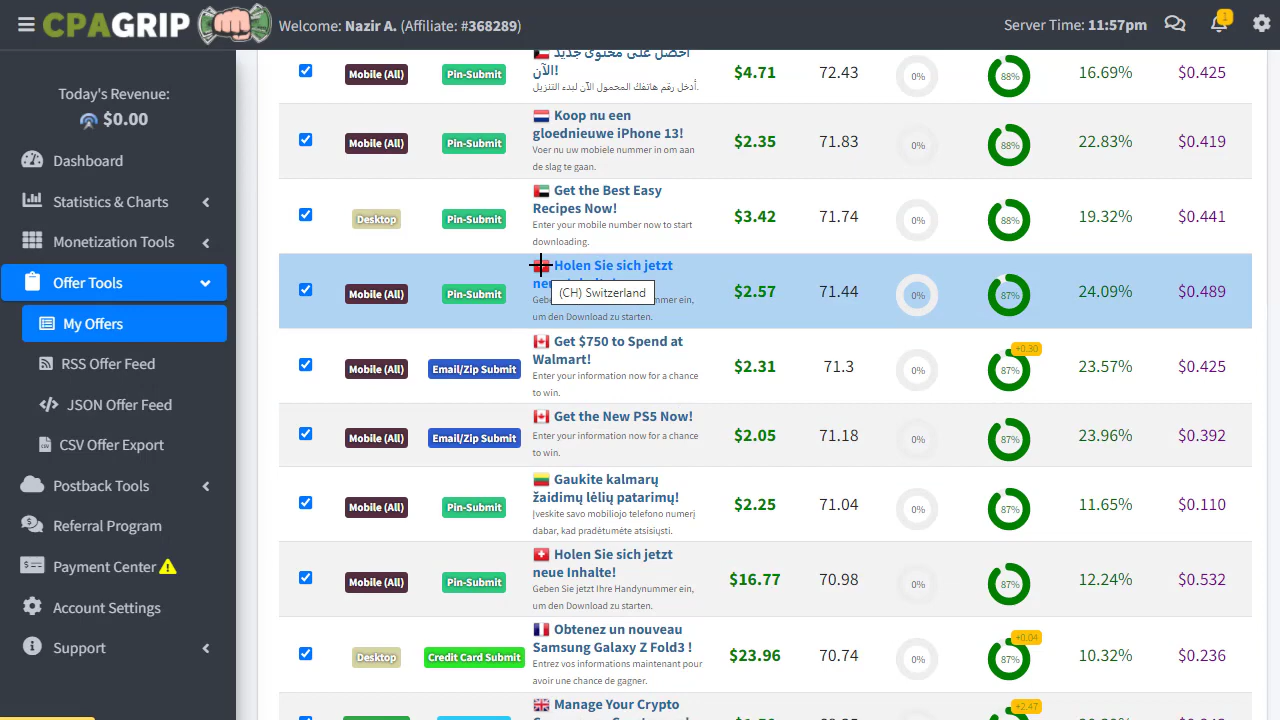 CPAGRIP
Welcome: Nazir A. (Affiliate: #368289)
Server Time: 11:57pm
1
Today's Revenue:
$0.00
Dashboard
Statistics & Charts
Monetization Tools
Offer Tools
My Offers
RSS Offer Feed
JSON Offer Feed
CSV Offer Export
Postback Tools
Referral Program
Payment Center
Account Settings
Support
Mobile (All) Pin-Submit
احصل على محتوى جديد
الآن!
أدخل رقم هاتفك المحمول الآن لبدء التنزيل.
$4.71 72.43 0% 88% 16.69% $0.425
Mobile (All) Pin-Submit
Koop nu een
gloednieuwe iPhone 13!
Voer nu uw mobiele nummer in om aan
de slag te gaan.
$2.35 71.83 0% 88% 22.83% $0.419
Desktop Pin-Submit
Get the Best Easy
Recipes Now!
Enter your mobile number now to start
downloading.
$3.42 71.74 0% 88% 19.32% $0.441
Mobile (All) Pin-Submit
Holen Sie sich jetzt
(CH) Switzerland
um den Download zu starten.
$2.57 71.44 0% 87% 24.09% $0.489
Mobile (All) Email/Zip Submit
Get $750 to Spend at
Walmart!
Enter your information now for a chance
to win.
$2.31 71.3 87% +0.30 23.57% $0.425
Mobile (All) Email/Zip Submit
Get the New PS5 Now!
Enter your information now for a chance
to win.
$2.05 71.18 0% 87% 23.96% $0.392
Mobile (All) Pin-Submit
Gaukite kalmarų
žaidimų lėlių patarimų!
Įveskite savo mobiliojo telefono numerį
dabar, kad pradėtumėte atsisiųsti.
$2.25 71.04 0% 87% 11.65% $0.110
Mobile (All) Pin-Submit
Holen Sie sich jetzt
neue Inhalte!
Geben Sie jetzt Ihre Handynummer ein,
um den Download zu starten.
$16.77 70.98 0% 87% 12.24% $0.532
Desktop Credit Card Submit
Obtenez un nouveau
Samsung Galaxy Z Fold3 !
Entrez vos informations maintenant pour
avoir une chance de gagner.
$23.96 70.74 0% 87% +0.04 10.32% $0.236
Manage Your Crypto
+2.47